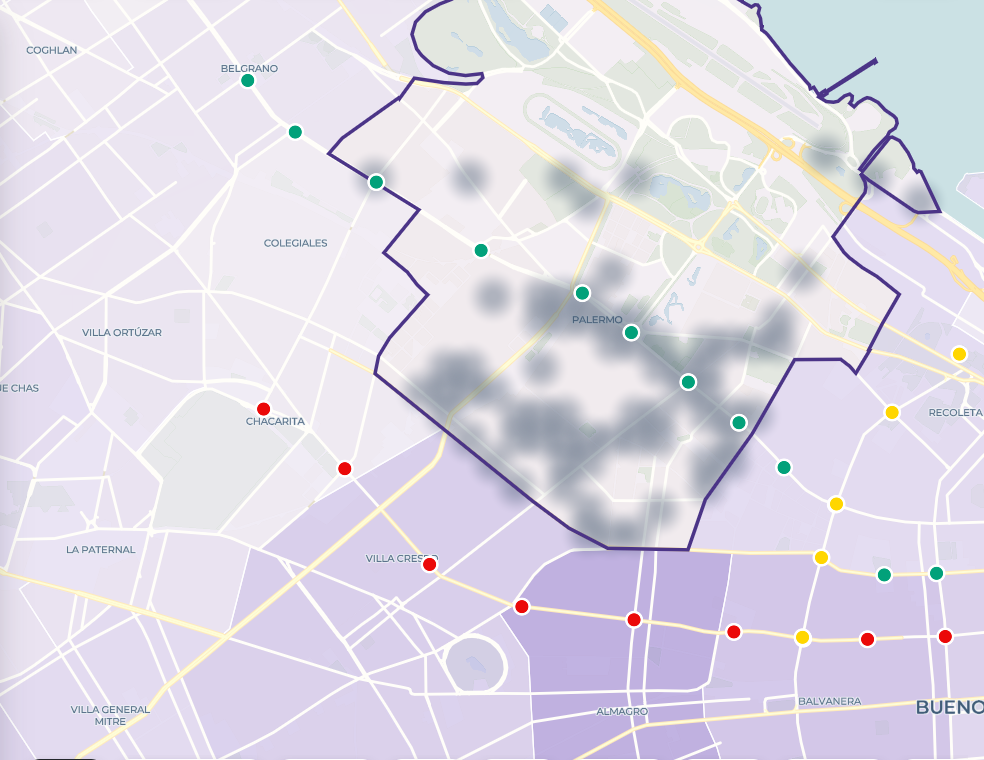 COGHLAN
BELGRANO
COLEGIALES
PALERMO
VILLA ORTÚZAR
E CHAS
RECOLETA
CHACARITA
LA PATERNAL
VILLA CRESPO
VILLA GENERAL
MITRE
ALMAGRO
BALVANERA
BUENO